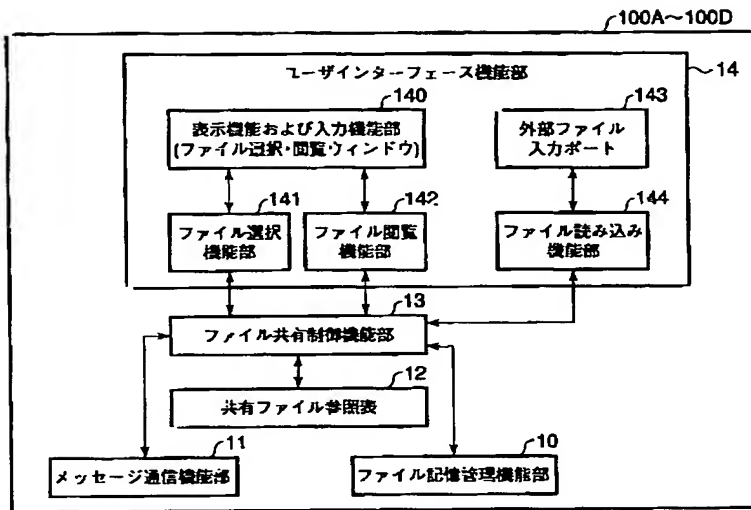 100A～100D
ユーザインターフェース機能部
14
140
143
表示機能および入力機能部
(ファイル選択・閲覧・ウィンドウ)
外部ファイル
入力ポート
141
142
144
ファイル選択
機能部
ファイル閲覧
機能部
ファイル読み込み
機能部
13
ファイル共有制御機能部
12
共有ファイル参照表
11
10
メッセージ通信機能部
ファイル記憶管理機能部